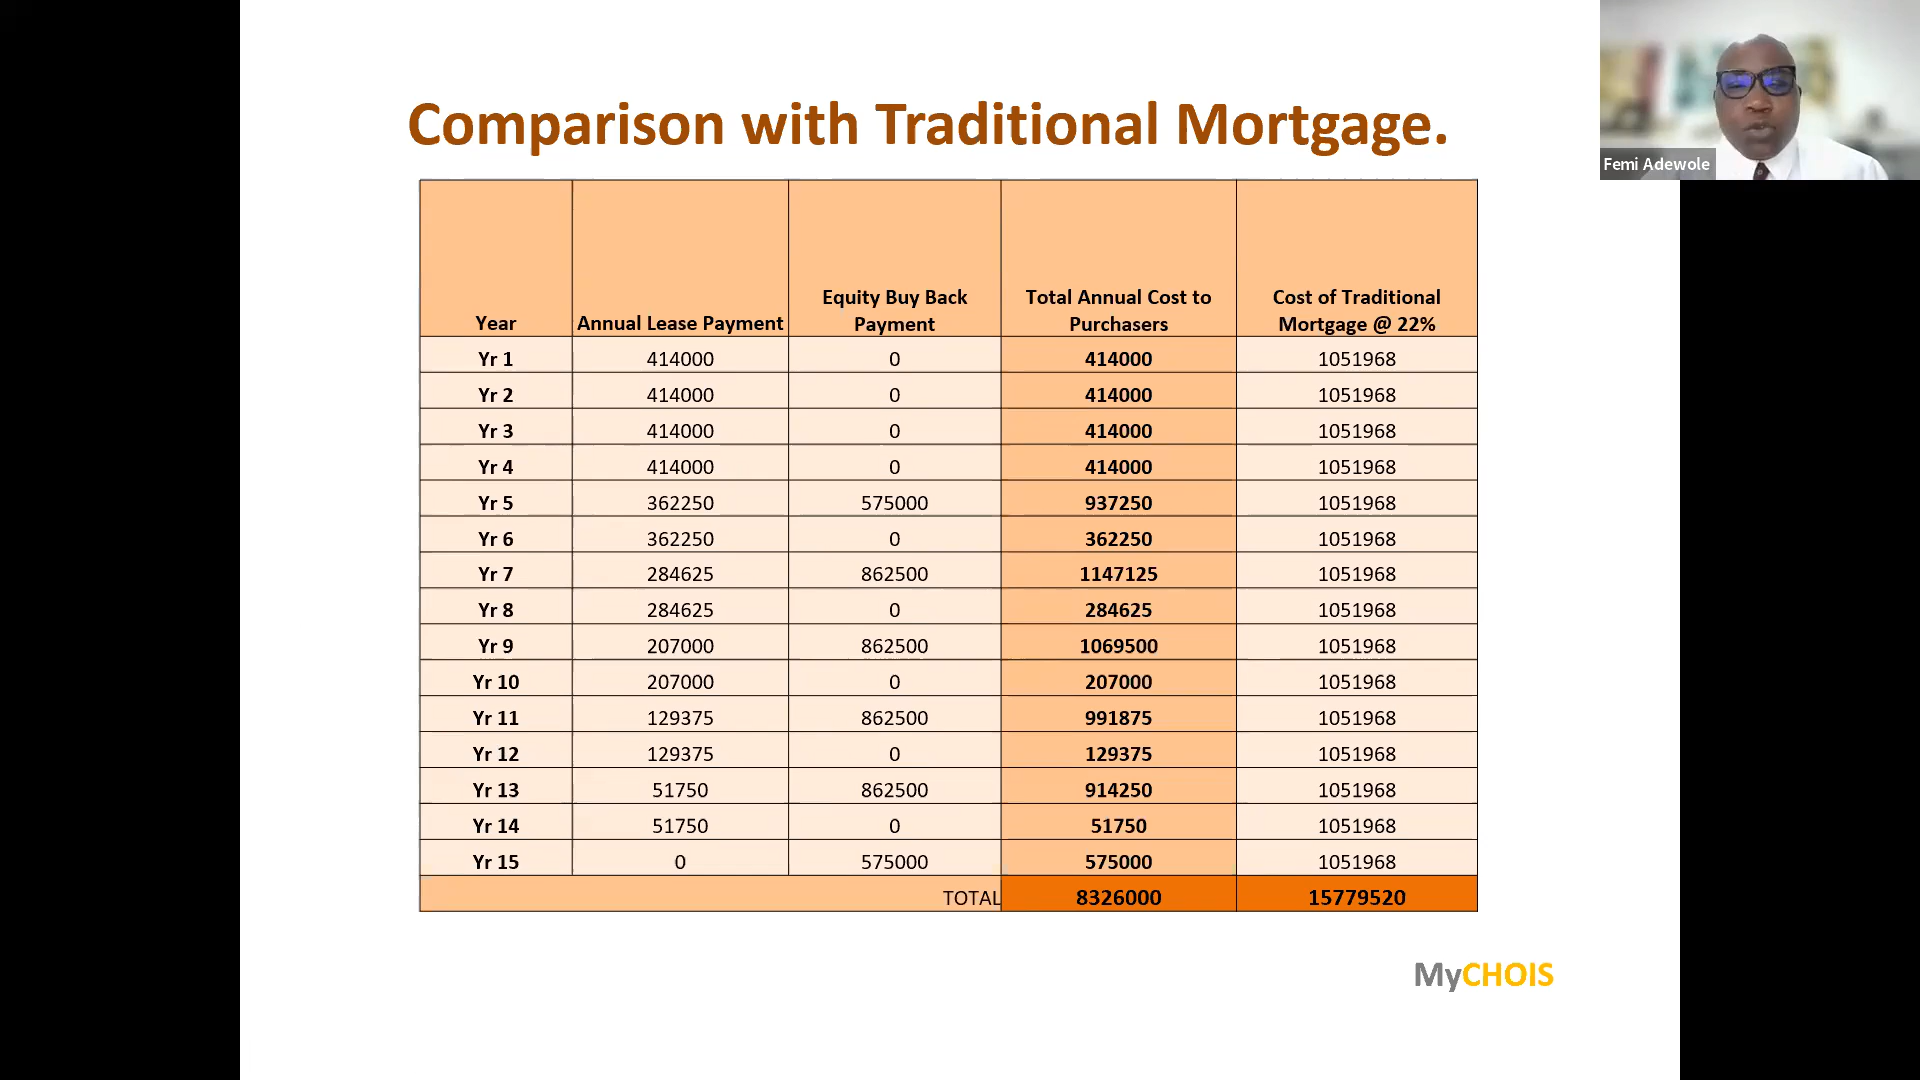 Comparison with Traditional Mortgage.
Femi Adewole
Year Annual Lease Payment Equity Buy Back Payment Total Annual Cost to Purchasers Cost of Traditional Mortgage @ 22%
Yr 1 414000 0 414000 1051968
Yr 2 414000 0 414000 1051968
Yr 3 414000 0 414000 1051968
Yr 4 414000 0 414000 1051968
Yr 5 362250 575000 937250 1051968
Yr 6 362250 0 362250 1051968
Yr 7 284625 862500 1147125 1051968
Yr 8 284625 0 284625 1051968
Yr 9 207000 862500 1069500 1051968
Yr 10 207000 0 207000 1051968
Yr 11 129375 862500 991875 1051968
Yr 12 129375 0 129375 1051968
Yr 13 51750 862500 914250 1051968
Yr 14 51750 0 51750 1051968
Yr 15 0 575000 575000 1051968
TOTAL 8326000 15779520
MyCHOIS